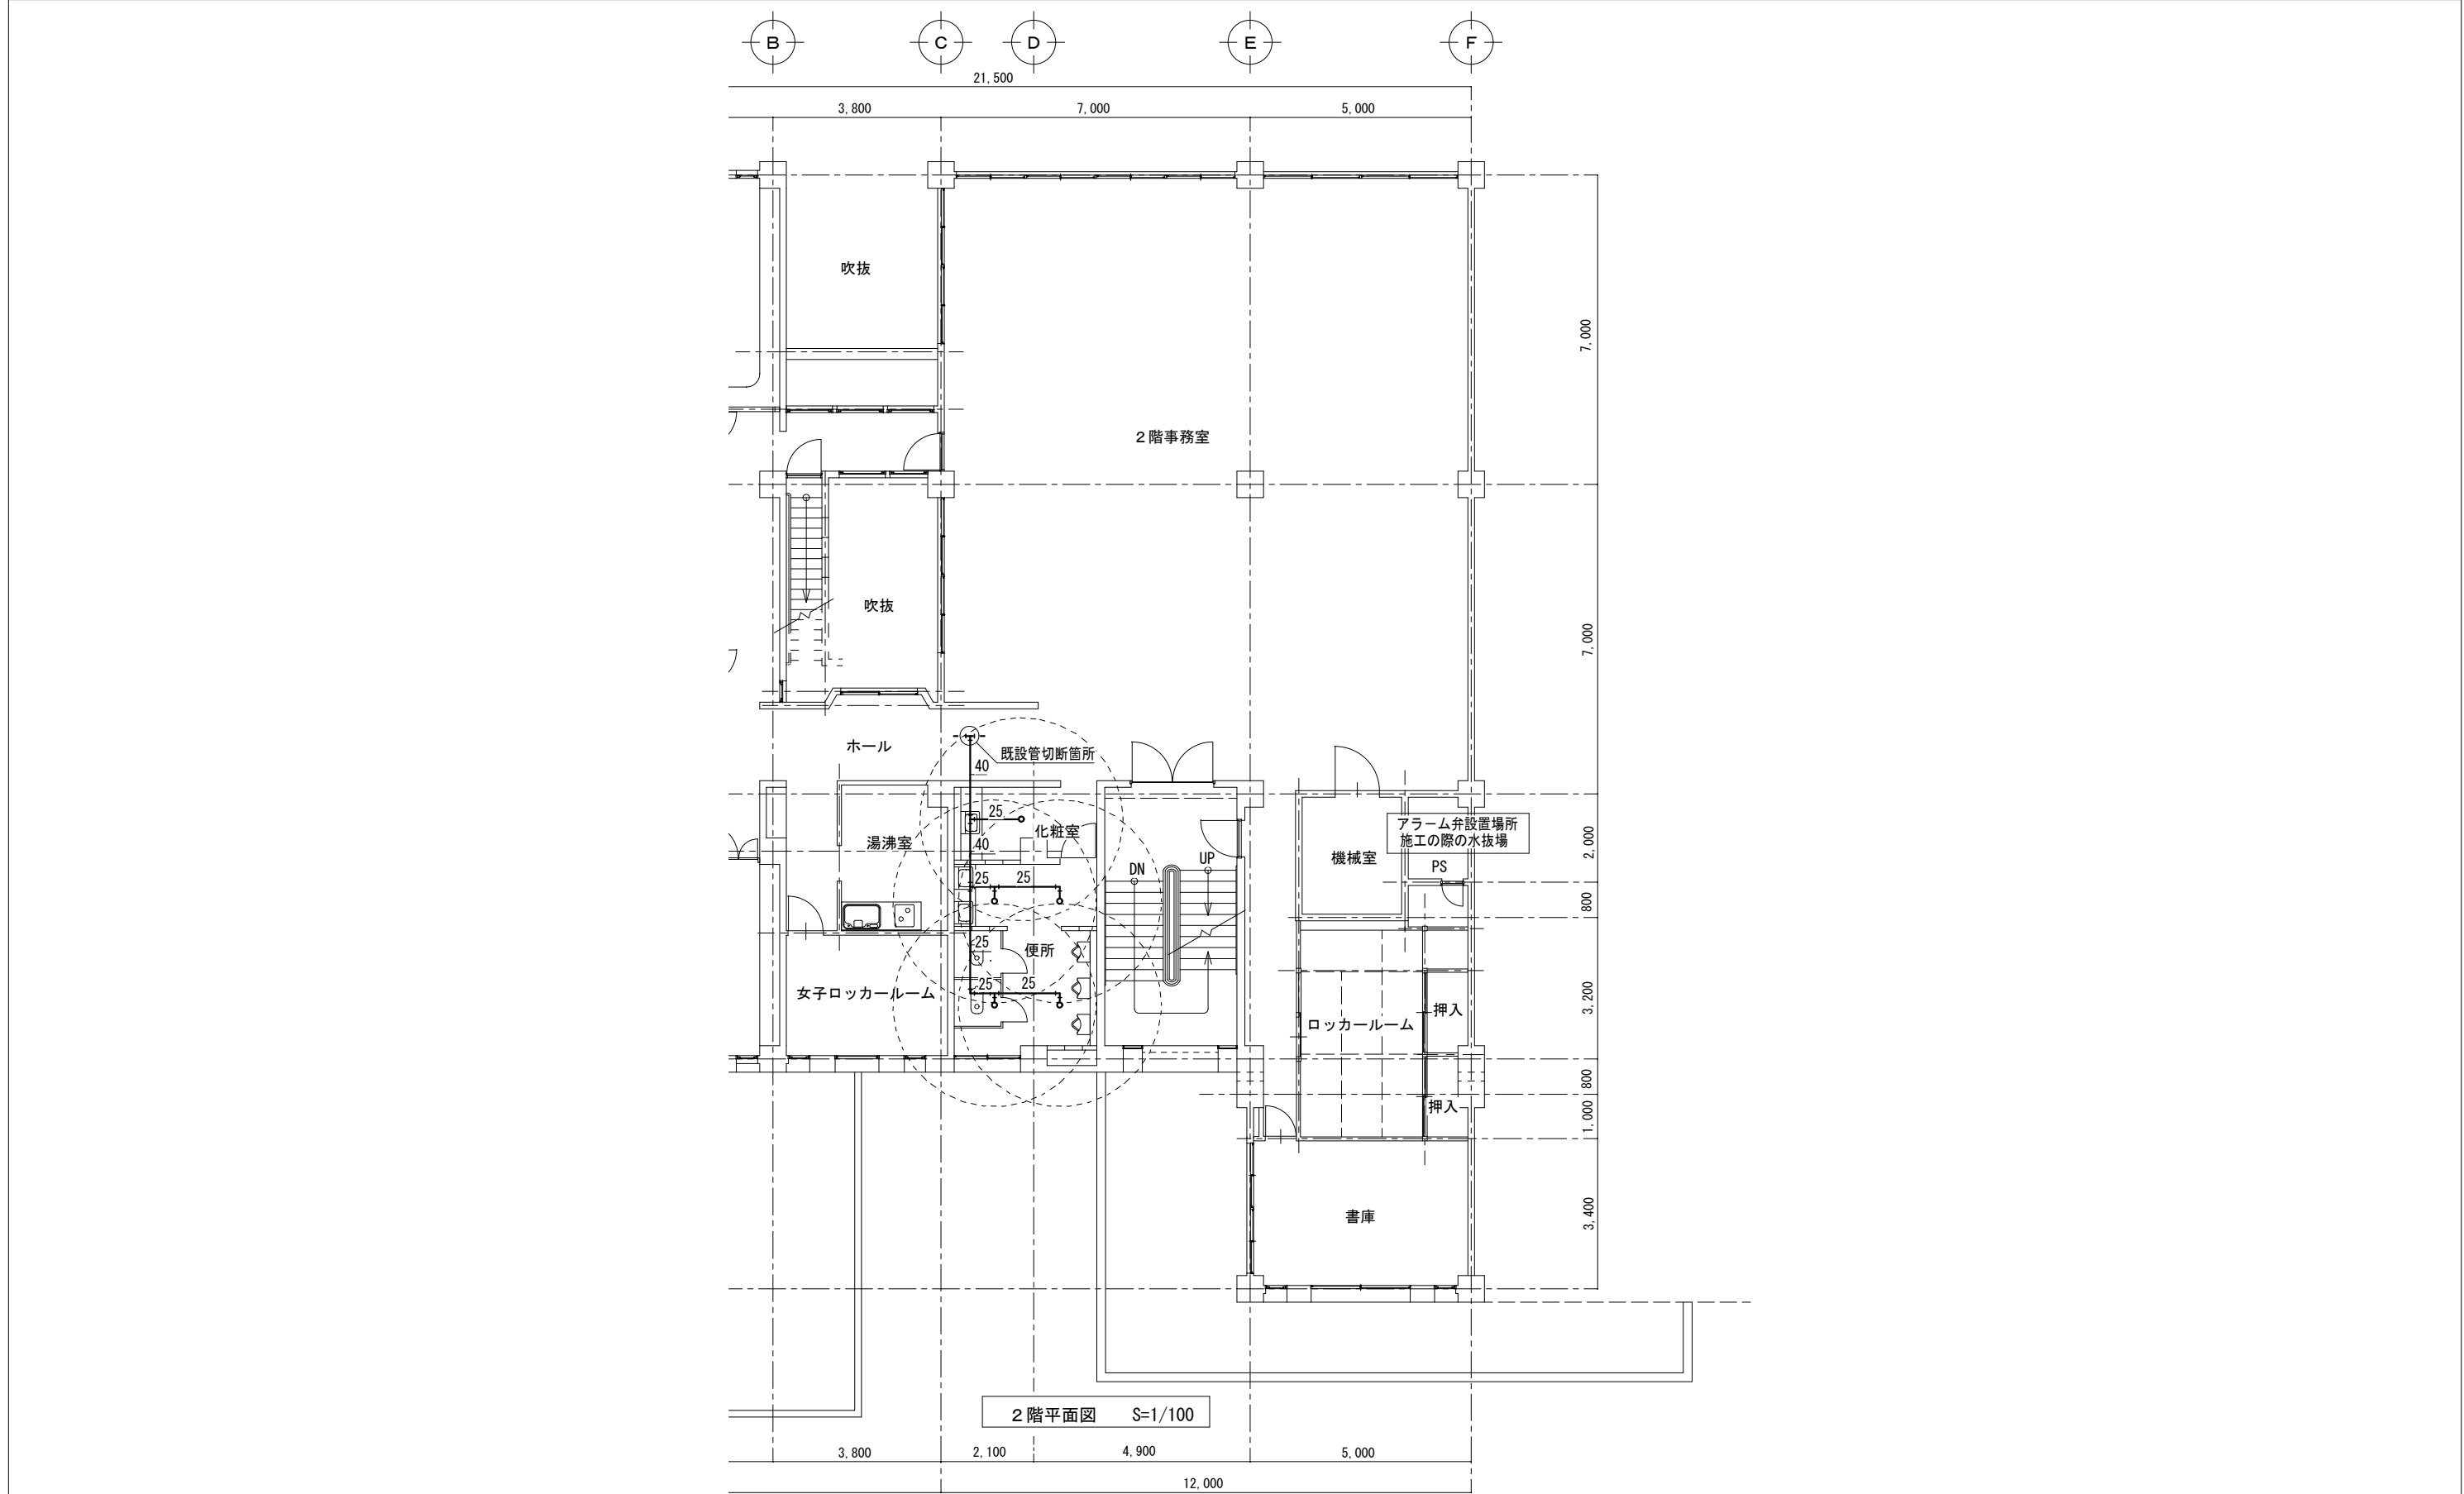 B C D E F
21,500
3,800 7,000 5,000
吹抜
7,000
2階事務室
吹抜
7,000
ホール
既設管切断箇所
40
25
化粧室
アラーム弁設置場所
施工の際の水抜場
湯沸室
40
機械室
2,000
UP
DN
PS
25 25
800
25
便所
25 25
女子ロッカールーム
3,200
押入
ロッカールーム
800
押入
1,000
書庫
3,400
2階平面図 S=1/100
3,800 2,100 4,900 5,000
12,000